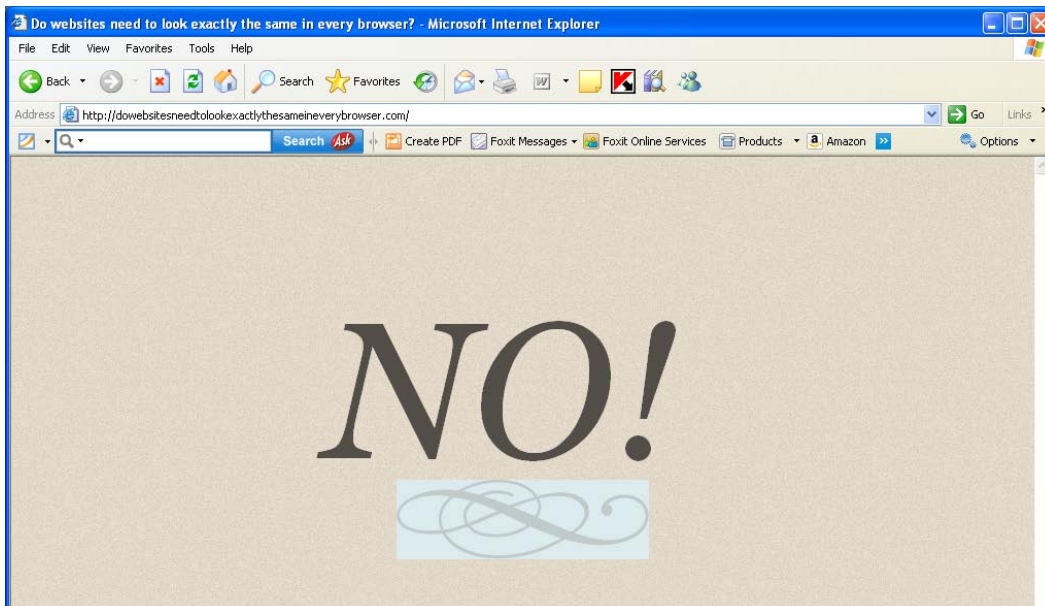 Do websites need to look exactly the same in every browser? - Microsoft Internet Explorer
File Edit View Favorites Tools Help
Back Search Favorites W K
Address http://dowebsitesneedtolookexactlythesameineverybrowser.com/ Go Links »
Search Ask Create PDF Foxit Messages Foxit Online Services Products a Amazon » Options
NO!